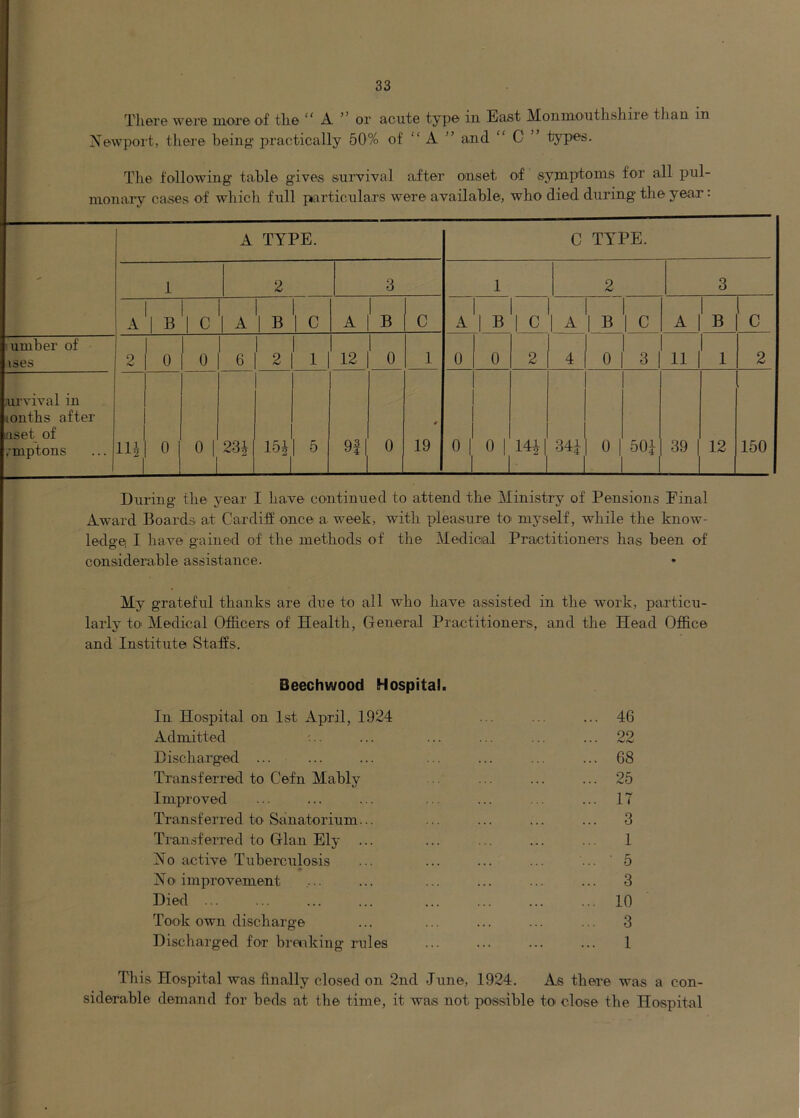 33
There were more of the “ A ” or acute type in East Monmouthshire than in
Newport, there being practically 50% of “ A ” and “ C ” types.
The following table gives survival after onset of symptoms for all pul-
monary cases of which full particulars were available, who died during the year:
A TYPE. C TYPE.
1 2 3 1 2 3
A B C A B C A B C A B C A B C A B C
umber of
ses 2 0 0 6 2 1 12 0 1 0 0 2 4 0 3 11 1 2
urvival in
onths after
nset of
mptons ... 11½ 0 0 23½ 15½ 5 9¾ 0 19 0 0 14½ 34¼ 0 50¼ 39 12 150
During the year I have continued to attend the Ministry of Pensions Final
Award Boards at Cardiff once a week, with pleasure to myself, while the know-
ledge I have gained of the methods of the Medical Practitioners has been of
considerable assistance.
My grateful thanks are due to all who have assisted in the work, particu-
larly to Medical Officers of Health, General Practitioners, and the Head Office
and Institute Staffs.
Beechwood Hospital.
In Hospital on 1st April, 1924 ... ... ... 46
Admitted ... ... ... ... ... ... 22
Discharged ... ... ... ... ... ... ... 68
Transferred to Cefn Mably ... ... ... ... 25
Improved ... ... ... ... ... ... ... 17
Transferred to Sanatorium... ... ... ... ... 3
Transferred to Glan Ely ... ... ... ... ... 1
No active Tuberculosis ... ... ... ... ... 5
No improvement ... ... ... ... ... ... 3
Died ... ... ... ... ... ... ... ... 10
Took own discharge ... ... ... ... ... 3
Discharged for breaking rules ... ... ... ... 1
This Hospital was finally closed on 2nd June, 1924. As there was a con-
siderable demand for beds at the time, it was not possible to close the Hospital